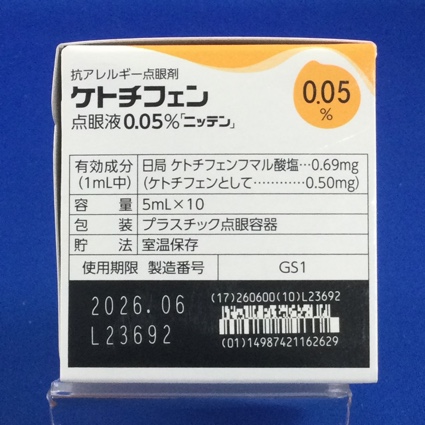 抗アレルギー点眼剤
ケトチフェン
点眼液0.05%「ニッテン」
0.05
%
有効成分 日局 ケトチフェンフマル酸塩…0.69mg
(1mL中) (ケトチフェンとして…………0.50mg)
容 量 5mL×10
包 装 プラスチック点眼容器
貯 法 室温保存
使用期限 製造番号 GS1
2026.06
L23692
(17)260600(10)L23692
(01)14987421162629